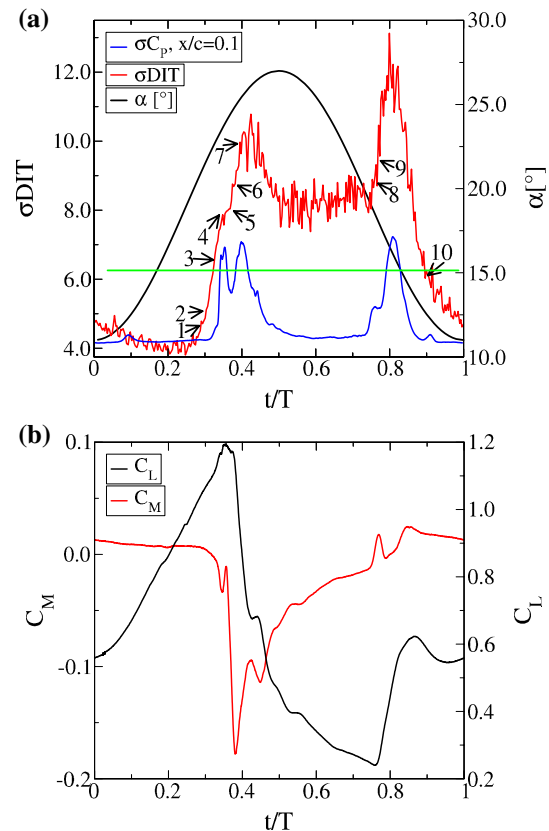 (a)
σC_P, x/c=0.1
σDIT
α [°]
12.0
10.0
8.0
6.0
4.0
σDIT
30.0
25.0
20.0
15.0
10.0
α[°]
1
2
3
4
5
6
7
8
9
10
0 0.2 0.4 0.6 0.8 1
t/T
(b)
C_L
C_M
0.1
0.0
-0.1
-0.2
C_M
1.2
1.0
0.8
0.6
0.4
0.2
C_L
0 0.2 0.4 0.6 0.8 1
t/T